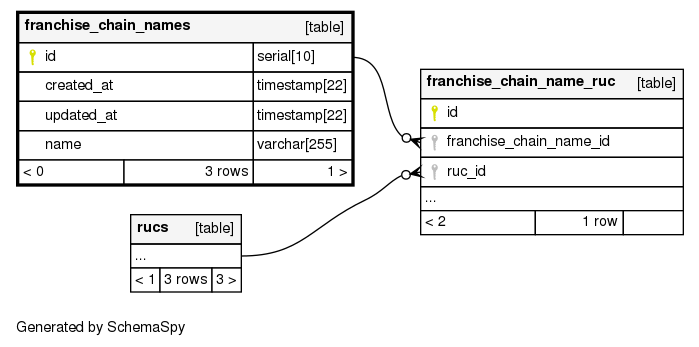 franchise_chain_names [table]
id serial[10]
created_at timestamp[22]
updated_at timestamp[22]
name varchar[255]
< 0 3 rows 1 >
franchise_chain_name_ruc [table]
id
franchise_chain_name_id
ruc_id
...
< 2 1 row
rucs [table]
...
< 1 3 rows 3 >
Generated by SchemaSpy